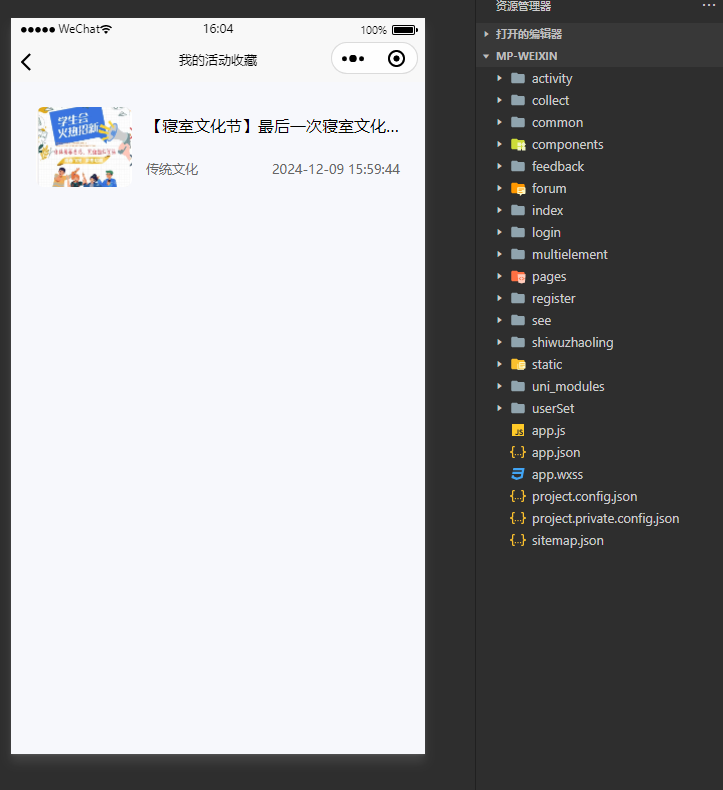 WeChat
16:04
100%
我的活动收藏
学生会
火热招新
【寝室文化节】最后一次寝室文化...
传统文化
2024-12-09 15:59:44
资源管理器
打开的编辑器
MP-WEIXIN
activity
collect
common
components
feedback
forum
index
login
multielement
pages
register
see
shiwuzhaoling
static
uni_modules
userSet
JS
app.js
{..}
app.json
app.wxss
{..}
project.config.json
{..}
project.private.config.json
{..}
sitemap.json